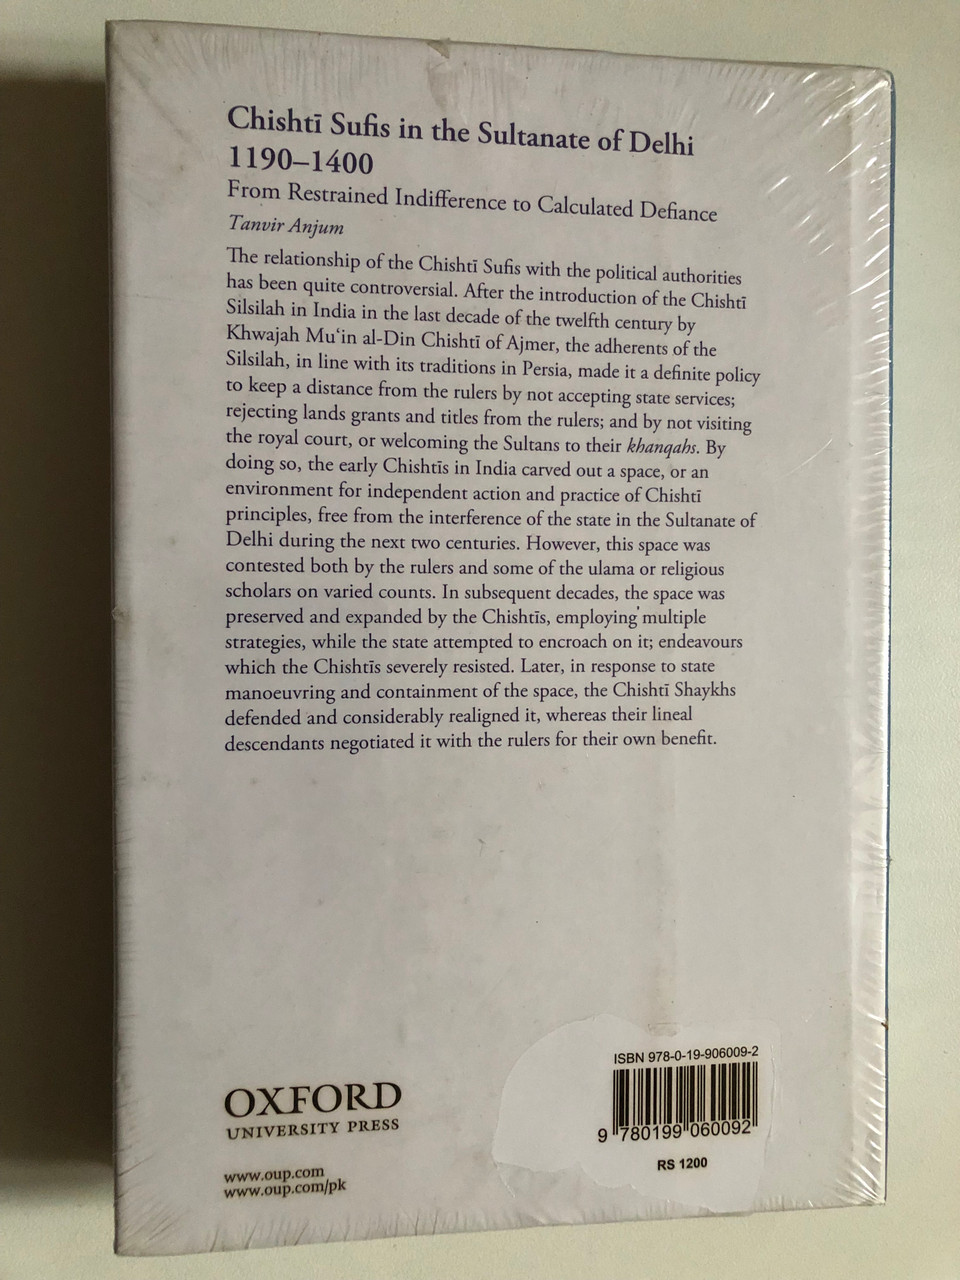 Chishtī Sufis in the Sultanate of Delhi
1190–1400
From Restrained Indifference to Calculated Defiance
Tanvir Anjum
The relationship of the Chishtī Sufis with the political authorities
has been quite controversial. After the introduction of the Chishtī
Silsilah in India in the last decade of the twelfth century by
Khwajah Mu‘in al-Din Chishtī of Ajmer, the adherents of the
Silsilah, in line with its traditions in Persia, made it a definite policy
to keep a distance from the rulers by not accepting state services;
rejecting lands grants and titles from the rulers; and by not visiting
the royal court, or welcoming the Sultans to their khanqahs. By
doing so, the early Chishtīs in India carved out a space, or an
environment for independent action and practice of Chishtī
principles, free from the interference of the state in the Sultanate of
Delhi during the next two centuries. However, this space was
contested both by the rulers and some of the ulama or religious
scholars on varied counts. In subsequent decades, the space was
preserved and expanded by the Chishtīs, employing multiple
strategies, while the state attempted to encroach on it; endeavours
which the Chishtīs severely resisted. Later, in response to state
manoeuvring and containment of the space, the Chishtī Shaykhs
defended and considerably realigned it, whereas their lineal
descendants negotiated it with the rulers for their own benefit.
OXFORD
UNIVERSITY PRESS
www.oup.com
www.oup.com/pk
ISBN 978-0-19-906009-2
9 780199 060092
RS 1200